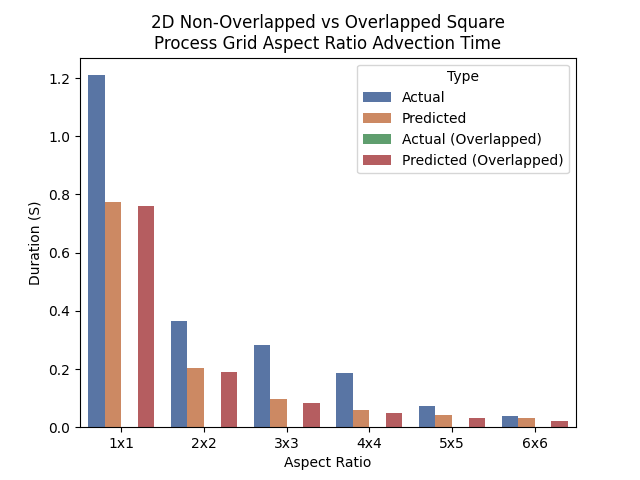 2D Non-Overlapped vs Overlapped Square
Process Grid Aspect Ratio Advection Time
Type
Actual
Predicted
Actual (Overlapped)
Predicted (Overlapped)
Duration (S)
1.2
1.0
0.8
0.6
0.4
0.2
0.0
1x1 2x2 3x3 4x4 5x5 6x6
Aspect Ratio